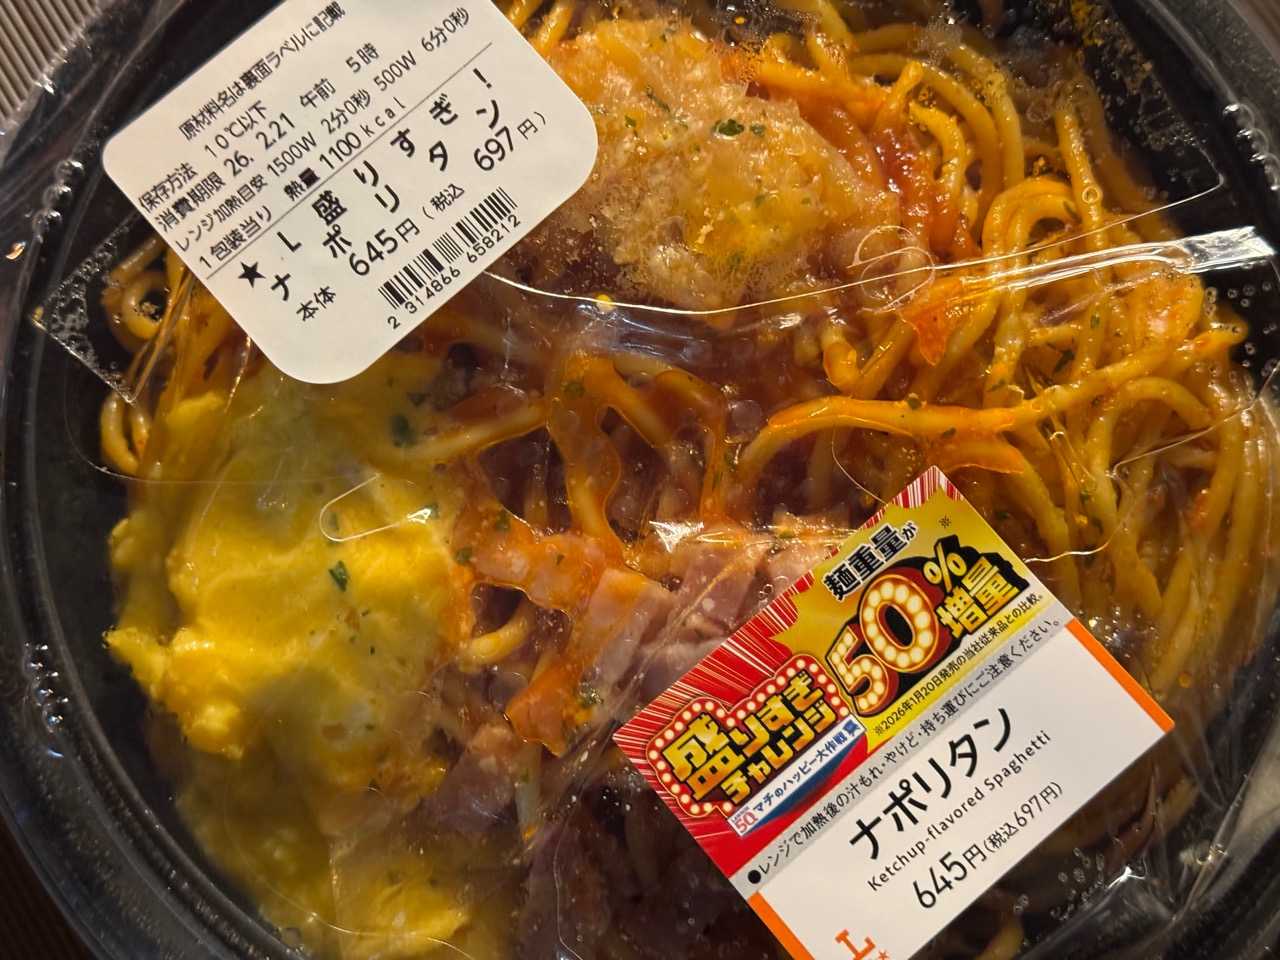 原材料名は裏面ラベルに記載
保存方法 10℃以下
消費期限 26. 2.21 午前 5時
レンジ加熱目安 1500W 2分0秒 500W 6分0秒
1包装当り 熱量 1100kcal
★L盛りすぎ!
ナポリタン
本体 645円(税込 697円)
2 314866 658212
麺重量が
50%増量※
※2026年1月20日発売の当社従来品との比較。
盛りすぎ
チャレンジ
LAWSON 50th マチのハッピー大作戦
●レンジで加熱後の汁もれ・やけど・持ち運びにご注意ください。
ナポリタン
Ketchup-flavored Spaghetti
645円(税込697円)